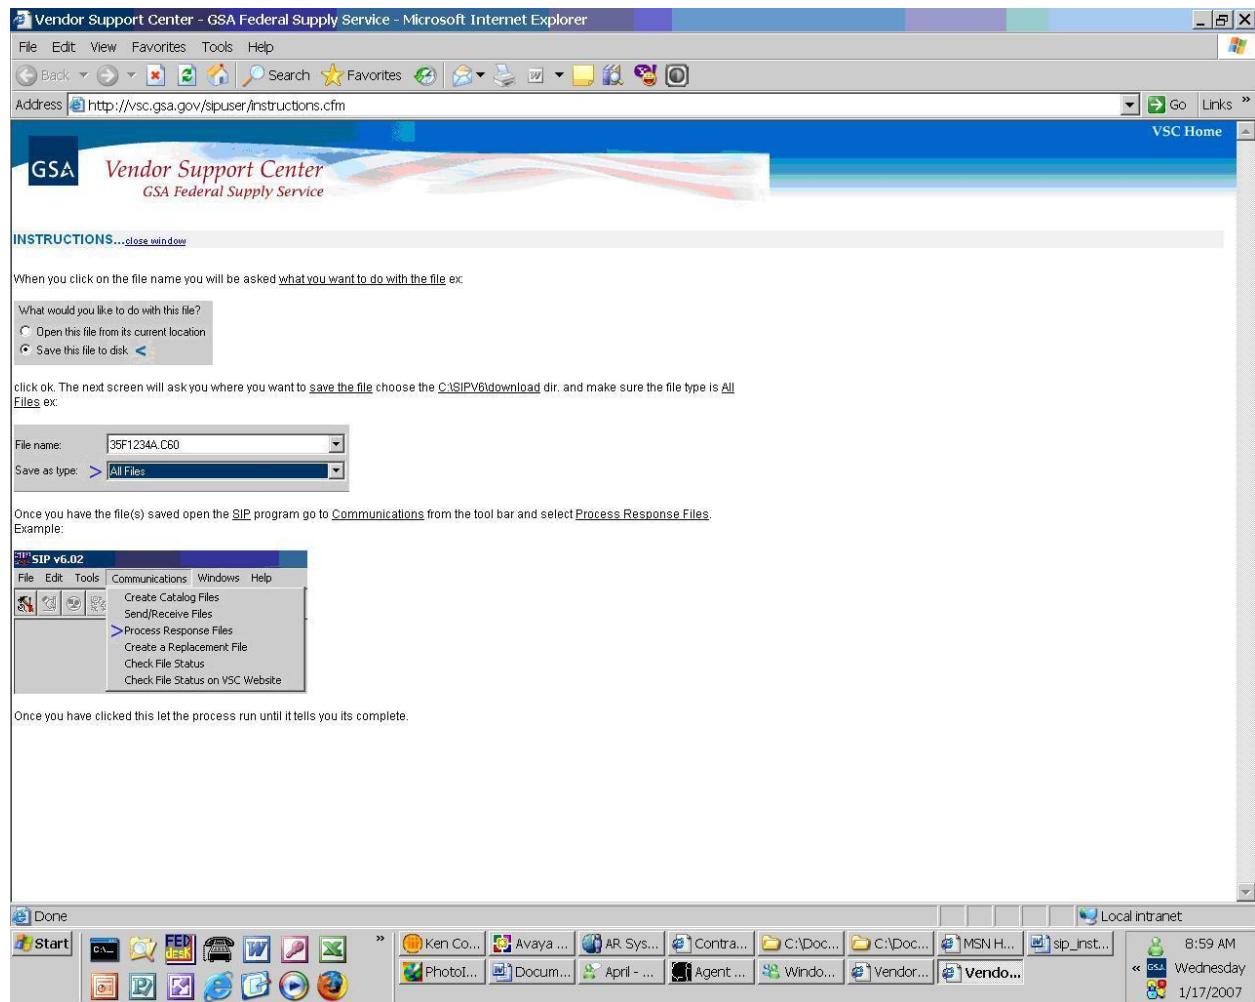 Vendor Support Center - GSA Federal Supply Service - Microsoft Internet Explorer
File Edit View Favorites Tools Help
Back Search Favorites
Address http://vsc.gsa.gov/sipuser/instructions.cfm Go Links »
VSC Home
GSA
Vendor Support Center
GSA Federal Supply Service
INSTRUCTIONS...close window
When you click on the file name you will be asked what you want to do with the file ex:
What would you like to do with this file?
Open this file from its current location
Save this file to disk <
click ok. The next screen will ask you where you want to save the file choose the C:\SIPV6\download dir. and make sure the file type is All
Files ex:
File name: 35F1234A.C60
Save as type: > All Files
Once you have the file(s) saved open the SIP program go to Communications from the tool bar and select Process Response Files.
Example:
SIP v6.02
File Edit Tools Communications Windows Help
Create Catalog Files
Send/Receive Files
>Process Response Files
Create a Replacement File
Check File Status
Check File Status on VSC Website
Once you have clicked this let the process run until it tells you its complete.
Done Local intranet
Start FED DESK » Ken Co... Avaya ... AR Sys... Contra... C:\Doc... C:\Doc... MSN H... sip_inst... 8:59 AM
PhotoI... Docum... April - ... Agent ... Windo... Vendor... Vendo... « GSA Wednesday
1/17/2007